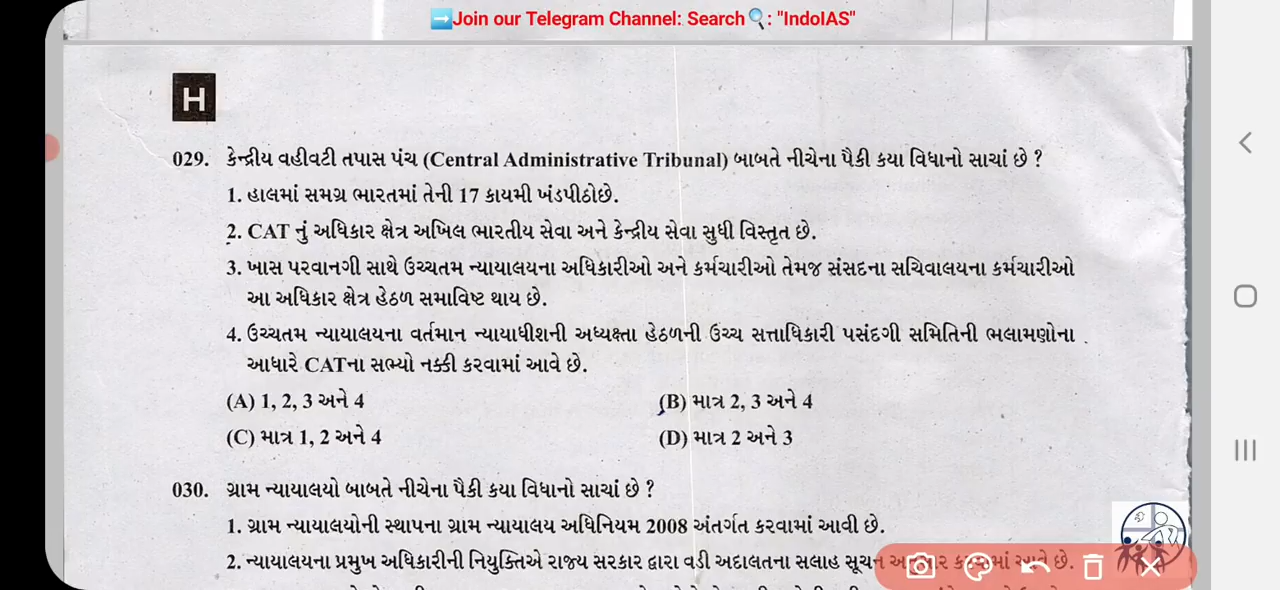 ➡️Join our Telegram Channel: Search🔍: "IndoIAS"
H
029. કેન્દ્રીય વહીવટી તપાસ પંચ (Central Administrative Tribunal) બાબતે નીચેના પૈકી કયા વિધાનો સાચાં છે ?
1. હાલમાં સમગ્ર ભારતમાં તેની 17 કાયમી ખંડપીઠોછે.
2. CAT નું અધિકાર ક્ષેત્ર અખિલ ભારતીય સેવા અને કેન્દ્રીય સેવા સુધી વિસ્તૃત છે.
3. ખાસ પરવાનગી સાથે ઉચ્ચતમ ન્યાયાલયના અધિકારીઓ અને કર્મચારીઓ તેમજ સંસદના સચિવાલયના કર્મચારીઓ
આ અધિકાર ક્ષેત્ર હેઠળ સમાવિષ્ટ થાય છે.
4. ઉચ્ચતમ ન્યાયાલયના વર્તમાન ન્યાયાધીશની અધ્યક્ષતા હેઠળની ઉચ્ચ સત્તાધિકારી પસંદગી સમિતિની ભલામણોના
આધારે CATના સભ્યો નક્કી કરવામાં આવે છે.
(A) 1, 2, 3 અને 4 (B) માત્ર 2, 3 અને 4
(C) માત્ર 1, 2 અને 4 (D) માત્ર 2 અને 3
030. ગ્રામ ન્યાયાલયો બાબતે નીચેના પૈકી કયા વિધાનો સાચાં છે ?
1. ગ્રામ ન્યાયાલયોની સ્થાપના ગ્રામ ન્યાયાલય અધિનિયમ 2008 અંતર્ગત કરવામાં આવી છે.
2. ન્યાયાલયના પ્રમુખ અધિકારીની નિયુક્તિએ રાજ્ય સરકાર દ્વારા વડી અદાલતના સલાહ સૂચન છે.